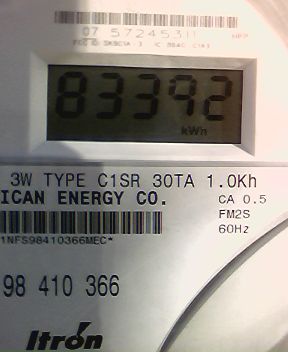 07 57245311
83392
kWh
3W TYPE C1SR 30TA 1.0Kh
ICAN ENERGY CO.
CA 0.5
FM2S
60Hz
1NFS98410366MEC*
98 410 366
Itron